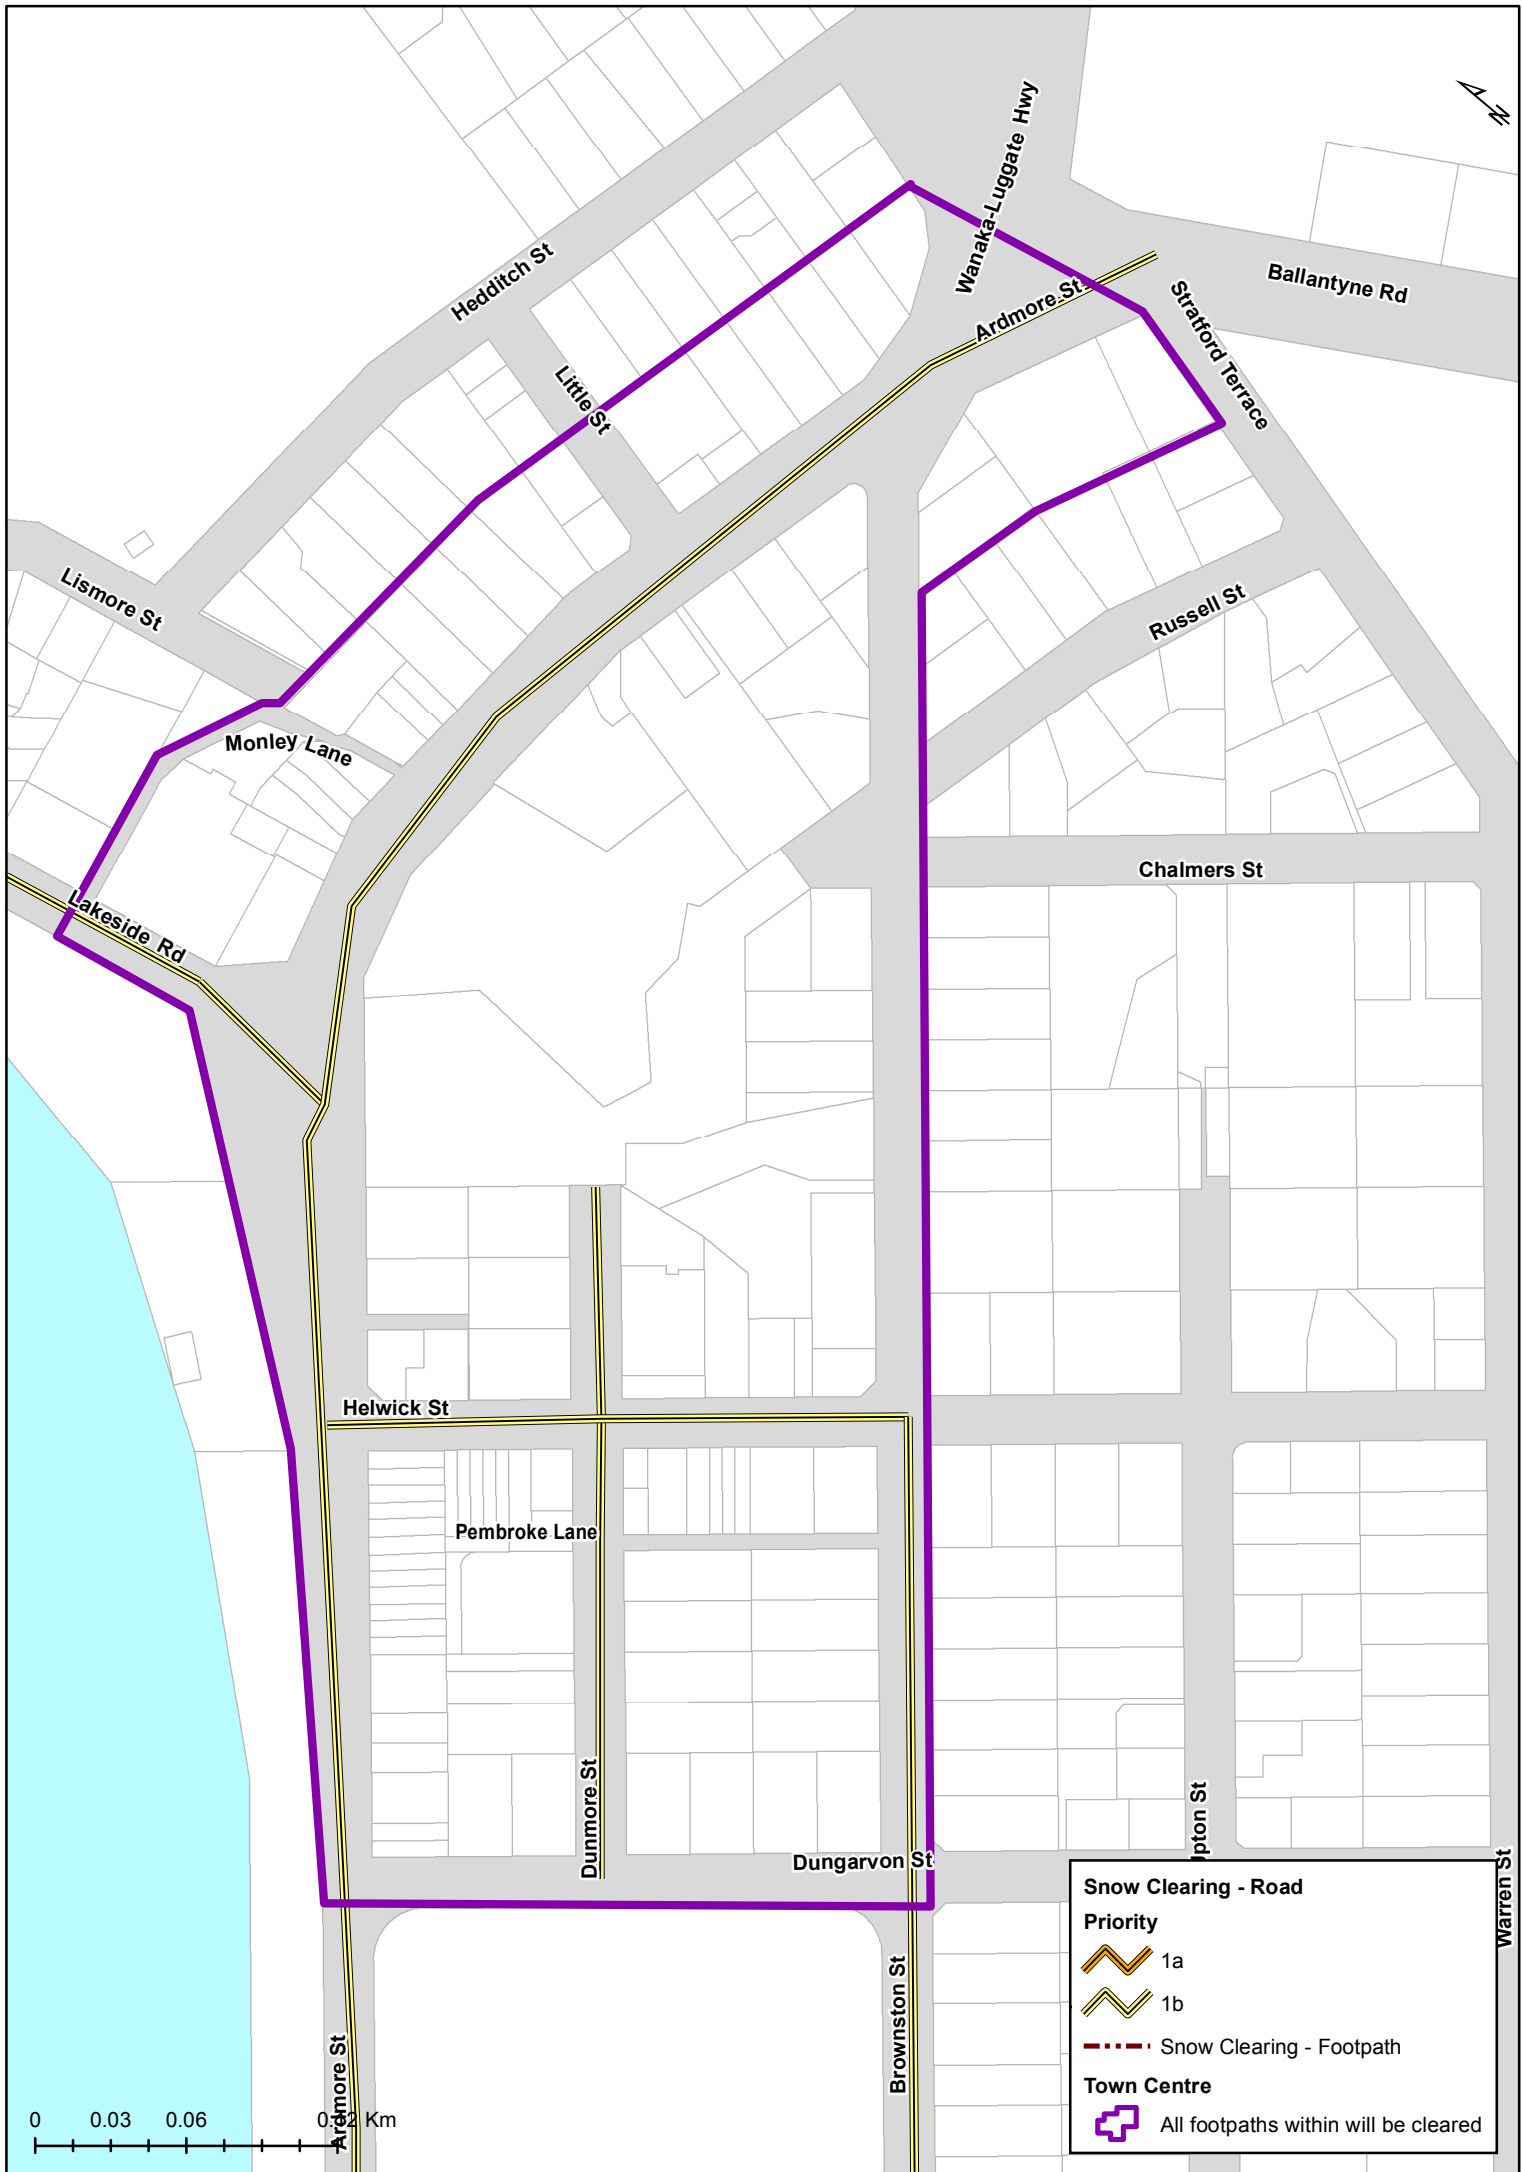 Wanaka-Luggate Hwy
N
Hedditch St
Ballantyne Rd
Ardmore St
Stratford Terrace
Little St
Lismore St
Russell St
Monley Lane
Chalmers St
Lakeside Rd
Helwick St
Pembroke Lane
Dunmore St
Dungarvon St
Warren St
Brownston St
Ardmore St
Snow Clearing - Road
Priority
1a
1b
Snow Clearing - Footpath
Town Centre
All footpaths within will be cleared
0 0.03 0.06 Km